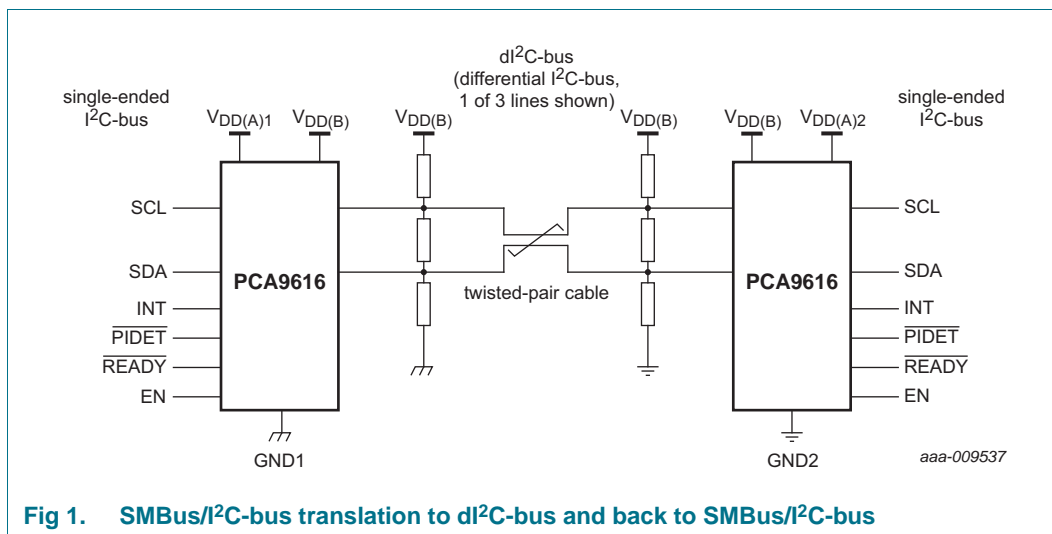 dI²C-bus
(differential I²C-bus,
1 of 3 lines shown)
single-ended
I²C-bus
single-ended
I²C-bus
VDD(A)1
VDD(B)
VDD(B)
VDD(B)
VDD(B)
VDD(A)2
SCL
SDA
INT
PIDET
READY
EN
PCA9616
GND1
twisted-pair cable
PCA9616
GND2
SCL
SDA
INT
PIDET
READY
EN
aaa-009537
Fig 1. SMBus/I²C-bus translation to dI²C-bus and back to SMBus/I²C-bus